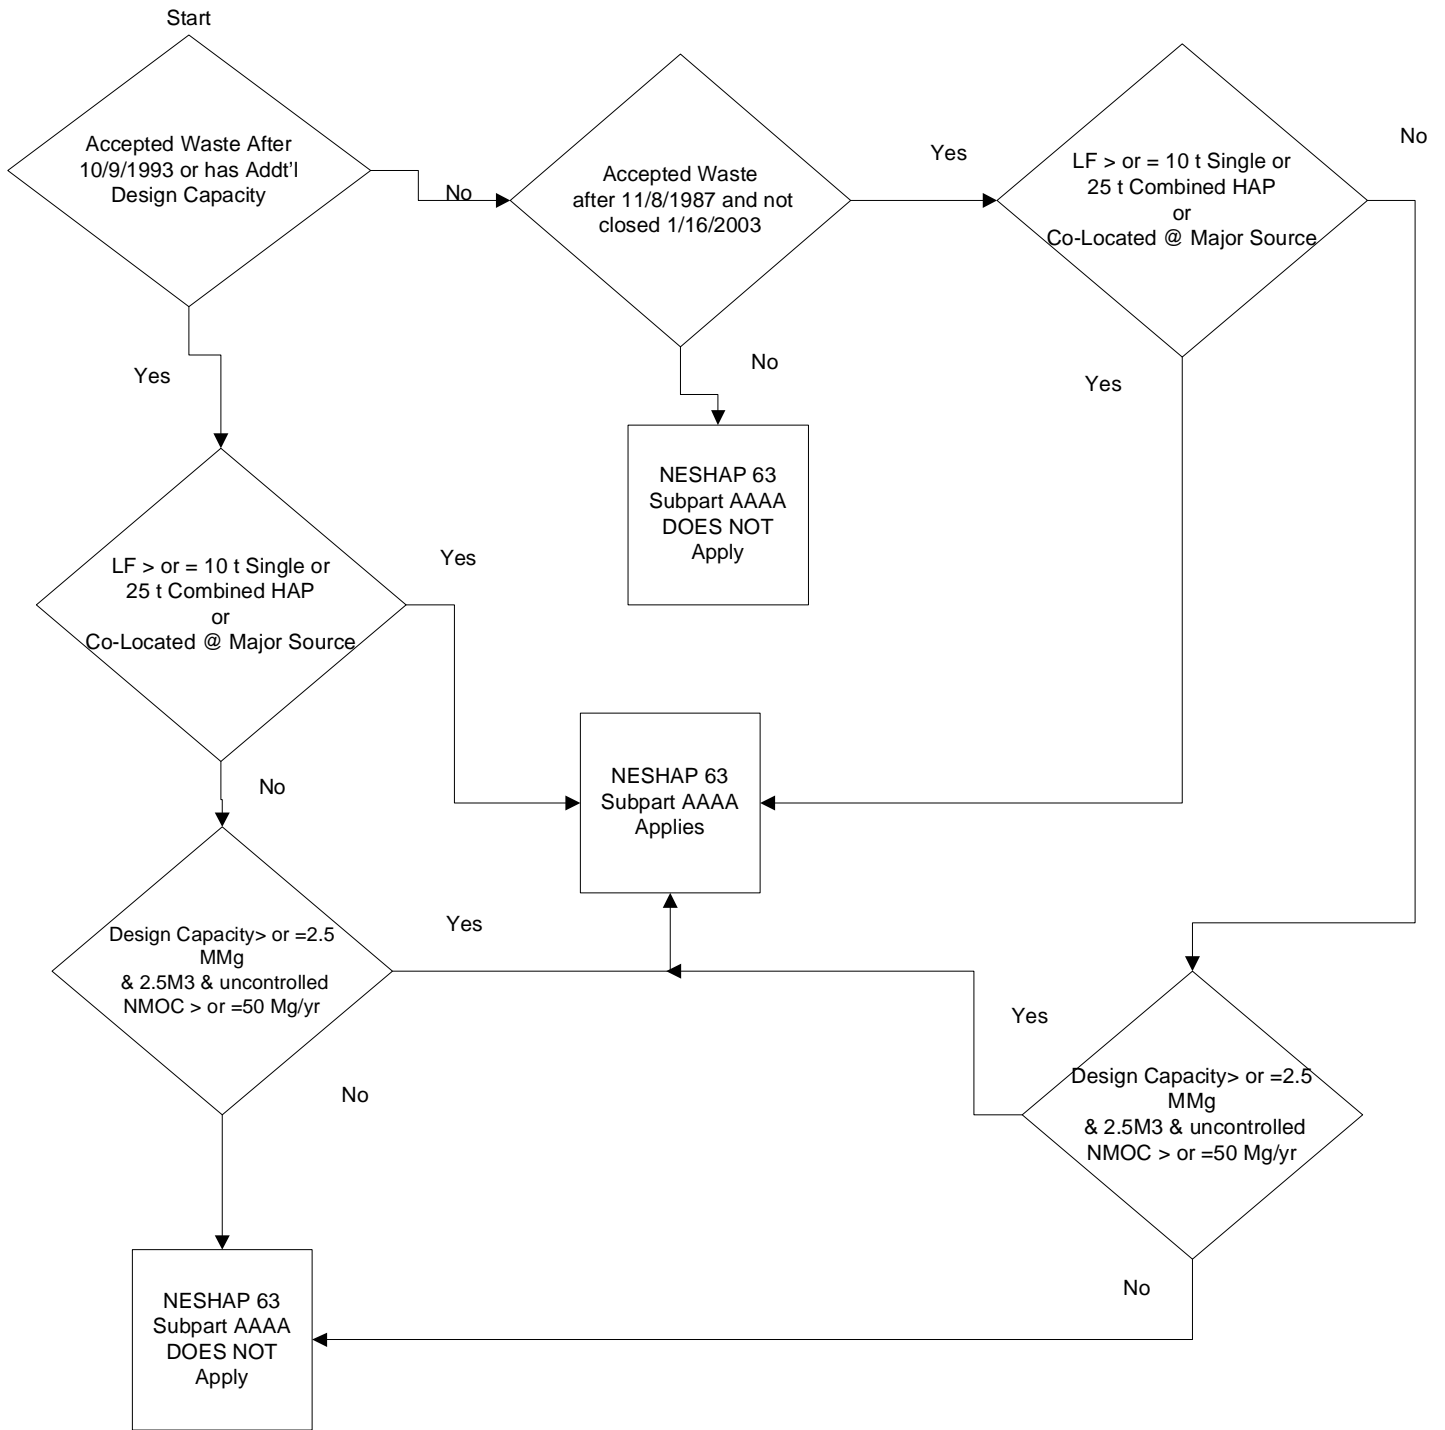 Start
Accepted Waste After
10/9/1993 or has Addt'l
Design Capacity
No
Accepted Waste
after 11/8/1987 and not
closed 1/16/2003
Yes
LF > or = 10 t Single or
25 t Combined HAP
or
Co-Located @ Major Source
No
Yes
No
Yes
NESHAP 63
Subpart AAAA
DOES NOT
Apply
LF > or = 10 t Single or
25 t Combined HAP
or
Co-Located @ Major Source
Yes
No
NESHAP 63
Subpart AAAA
Applies
Design Capacity> or =2.5
MMg
& 2.5M3 & uncontrolled
NMOC > or =50 Mg/yr
Yes
No
Yes
Design Capacity> or =2.5
MMg
& 2.5M3 & uncontrolled
NMOC > or =50 Mg/yr
No
NESHAP 63
Subpart AAAA
DOES NOT
Apply